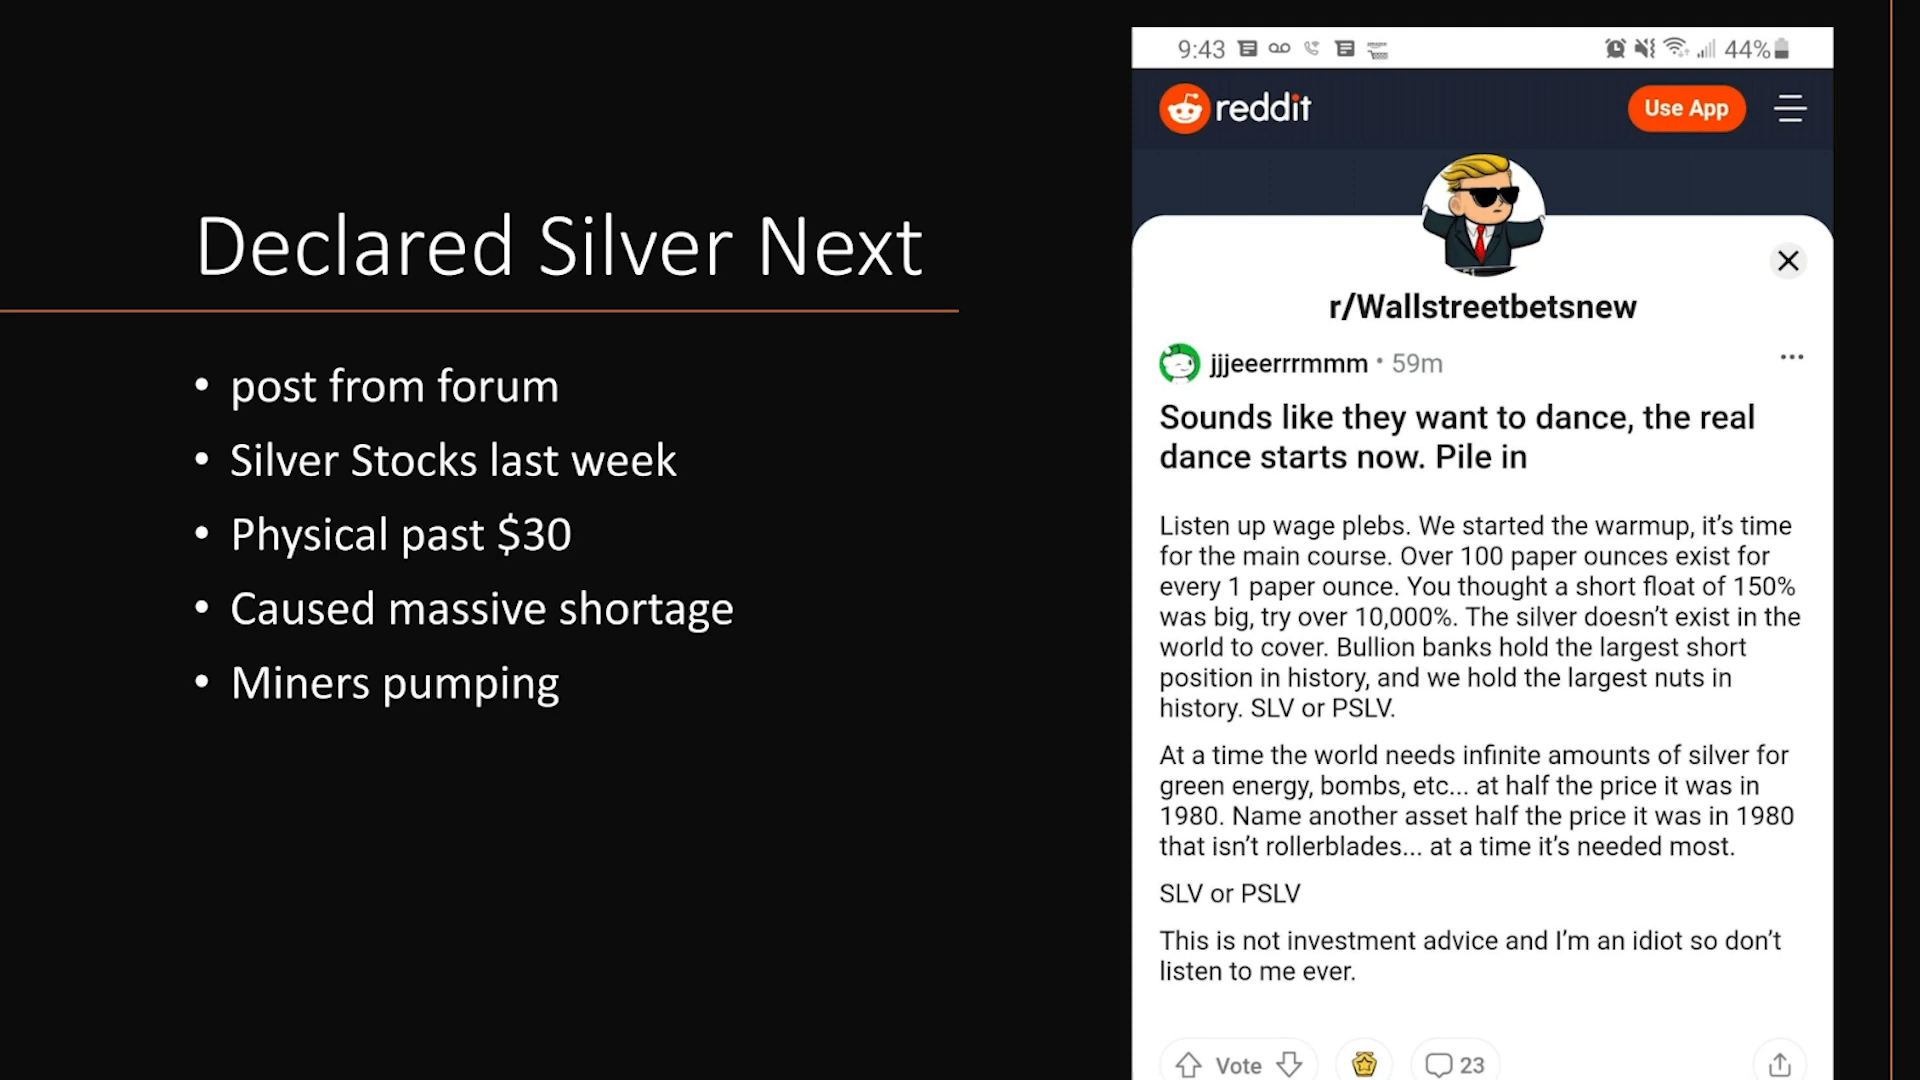 Declared Silver Next
• post from forum
• Silver Stocks last week
• Physical past $30
• Caused massive shortage
• Miners pumping
9:43
44%
reddit
Use App
r/Wallstreetbetsnew
jjjeeerrrmmm • 59m
Sounds like they want to dance, the real
dance starts now. Pile in
Listen up wage plebs. We started the warmup, it's time
for the main course. Over 100 paper ounces exist for
every 1 paper ounce. You thought a short float of 150%
was big, try over 10,000%. The silver doesn't exist in the
world to cover. Bullion banks hold the largest short
position in history, and we hold the largest nuts in
history. SLV or PSLV.
At a time the world needs infinite amounts of silver for
green energy, bombs, etc... at half the price it was in
1980. Name another asset half the price it was in 1980
that isn't rollerblades... at a time it's needed most.
SLV or PSLV
This is not investment advice and I'm an idiot so don't
listen to me ever.
Vote
23